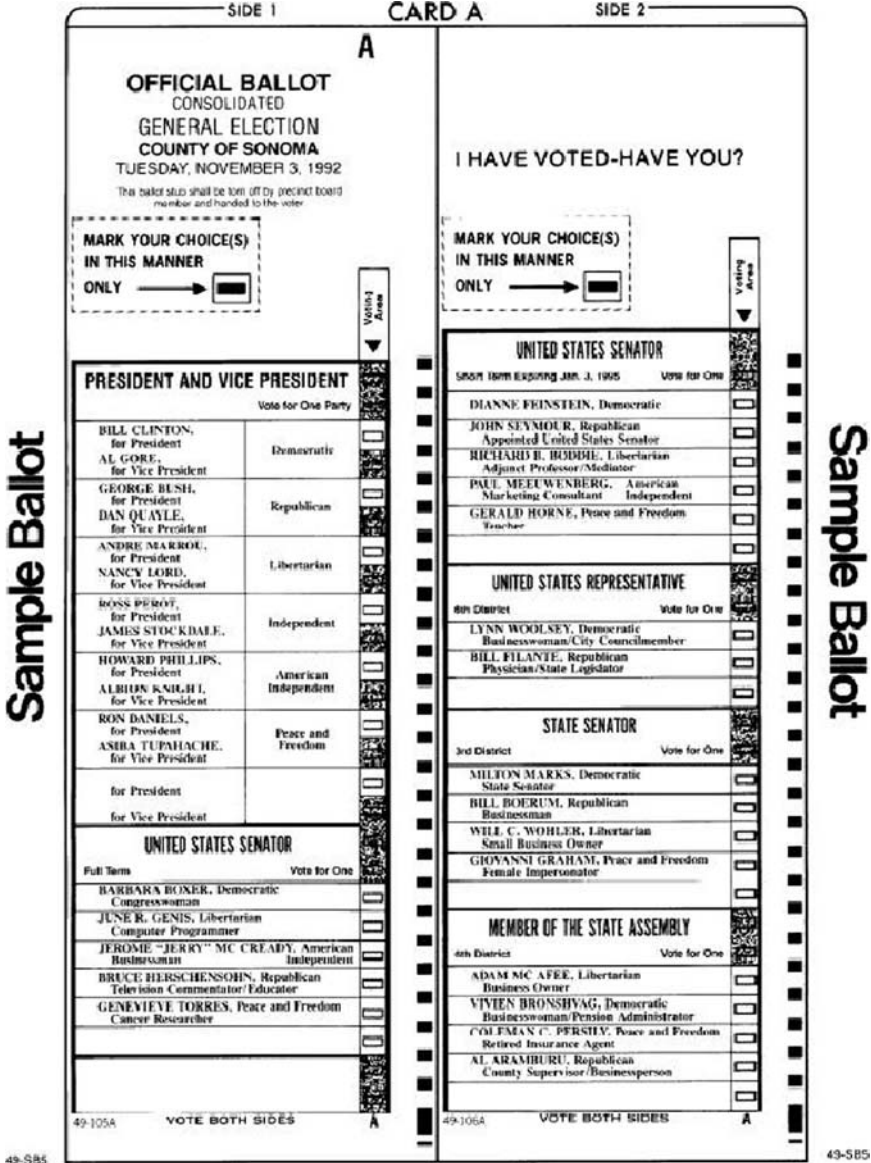 SIDE 1
CARD A
SIDE 2
A
OFFICIAL BALLOT
CONSOLIDATED
GENERAL ELECTION
COUNTY OF SONOMA
TUESDAY, NOVEMBER 3, 1992
This ballot stub shall be torn off by precinct board
member and handed to the voter
MARK YOUR CHOICE(S)
IN THIS MANNER
ONLY
Voting
Area
PRESIDENT AND VICE PRESIDENT
Vote for One Party
BILL CLINTON,
for President
AL GORE,
for Vice President
Democratic
GEORGE BUSH,
for President
DAN QUAYLE,
for Vice President
Republican
ANDRE MARROU,
for President
NANCY LORD,
for Vice President
Libertarian
ROSS PEROT,
for President
JAMES STOCKDALE,
for Vice President
Independent
HOWARD PHILLIPS,
for President
ALBION KNIGHT,
for Vice President
American
Independent
RON DANIELS,
for President
ASIBA TUPAHACHE,
for Vice President
Peace and
Freedom
for President
for Vice President
UNITED STATES SENATOR
Full Term Vote for One
BARBARA BOXER, Democratic
Congresswoman
JUNE R. GENIS, Libertarian
Computer Programmer
JEROME "JERRY" MC CREADY, American
Businessman Independent
BRUCE HERSCHENSOHN, Republican
Television Commentator/Educator
GENEVIEVE TORRES, Peace and Freedom
Cancer Researcher
49-105A VOTE BOTH SIDES A
I HAVE VOTED-HAVE YOU?
MARK YOUR CHOICE(S)
IN THIS MANNER
ONLY
Voting
Area
UNITED STATES SENATOR
Short Term Expiring Jan. 3, 1995 Vote for One
DIANNE FEINSTEIN, Democratic
JOHN SEYMOUR, Republican
Appointed United States Senator
RICHARD B. BODDIE, Libertarian
Adjunct Professor/Mediator
PAUL MEEUWENBERG, American
Marketing Consultant Independent
GERALD HORNE, Peace and Freedom
Teacher
UNITED STATES REPRESENTATIVE
6th District Vote for One
LYNN WOOLSEY, Democratic
Businesswoman/City Councilmember
BILL FILANTE, Republican
Physician/State Legislator
STATE SENATOR
3rd District Vote for One
MILTON MARKS, Democratic
State Senator
BILL BOERUM, Republican
Businessman
WILL C. WOHLER, Libertarian
Small Business Owner
GIOVANNI GRAHAM, Peace and Freedom
Female Impersonator
MEMBER OF THE STATE ASSEMBLY
6th District Vote for One
ADAM MC AFEE, Libertarian
Business Owner
VIVIEN BRONSHVAG, Democratic
Businesswoman/Pension Administrator
COLEMAN C. PERSILY, Peace and Freedom
Retired Insurance Agent
AL ARAMBURU, Republican
County Supervisor/Businessperson
49-106A VOTE BOTH SIDES A
Sample Ballot
Sample Ballot
49-SB5
49-SB5